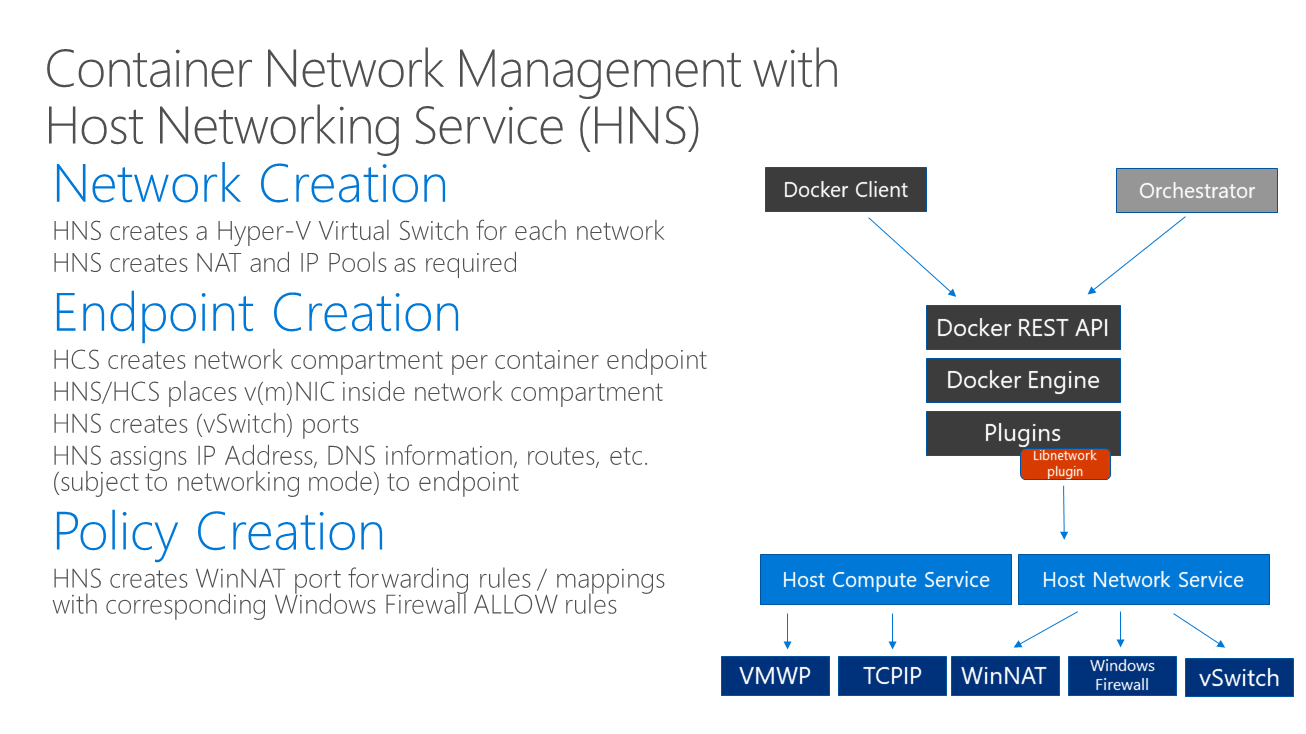 Container Network Management with
Host Networking Service (HNS)
Network Creation
HNS creates a Hyper-V Virtual Switch for each network
HNS creates NAT and IP Pools as required
Endpoint Creation
HCS creates network compartment per container endpoint
HNS/HCS places v(m)NIC inside network compartment
HNS creates (vSwitch) ports
HNS assigns IP Address, DNS information, routes, etc.
(subject to networking mode) to endpoint
Policy Creation
HNS creates WinNAT port forwarding rules / mappings
with corresponding Windows Firewall ALLOW rules
Docker Client
Orchestrator
Docker REST API
Docker Engine
Plugins
Libnetwork
plugin
Host Compute Service
Host Network Service
VMWP
TCPIP
WinNAT
Windows
Firewall
vSwitch